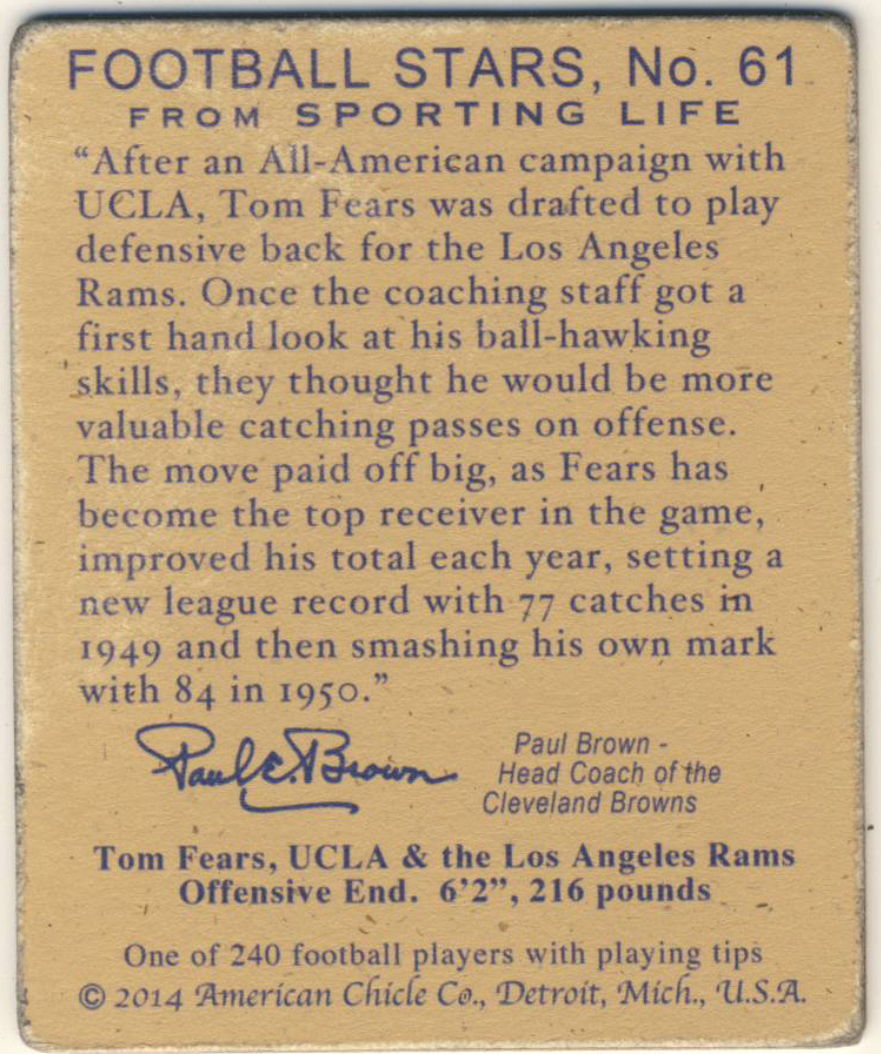 FOOTBALL STARS, No. 61
FROM SPORTING LIFE
“After an All-American campaign with
UCLA, Tom Fears was drafted to play
defensive back for the Los Angeles
Rams. Once the coaching staff got a
first hand look at his ball-hawking
skills, they thought he would be more
valuable catching passes on offense.
The move paid off big, as Fears has
become the top receiver in the game,
improved his total each year, setting a
new league record with 77 catches in
1949 and then smashing his own mark
with 84 in 1950.”
Paul E. Brown
Paul Brown -
Head Coach of the
Cleveland Browns
Tom Fears, UCLA & the Los Angeles Rams
Offensive End. 6’2”, 216 pounds
One of 240 football players with playing tips
© 2014 American Chicle Co., Detroit, Mich., U.S.A.